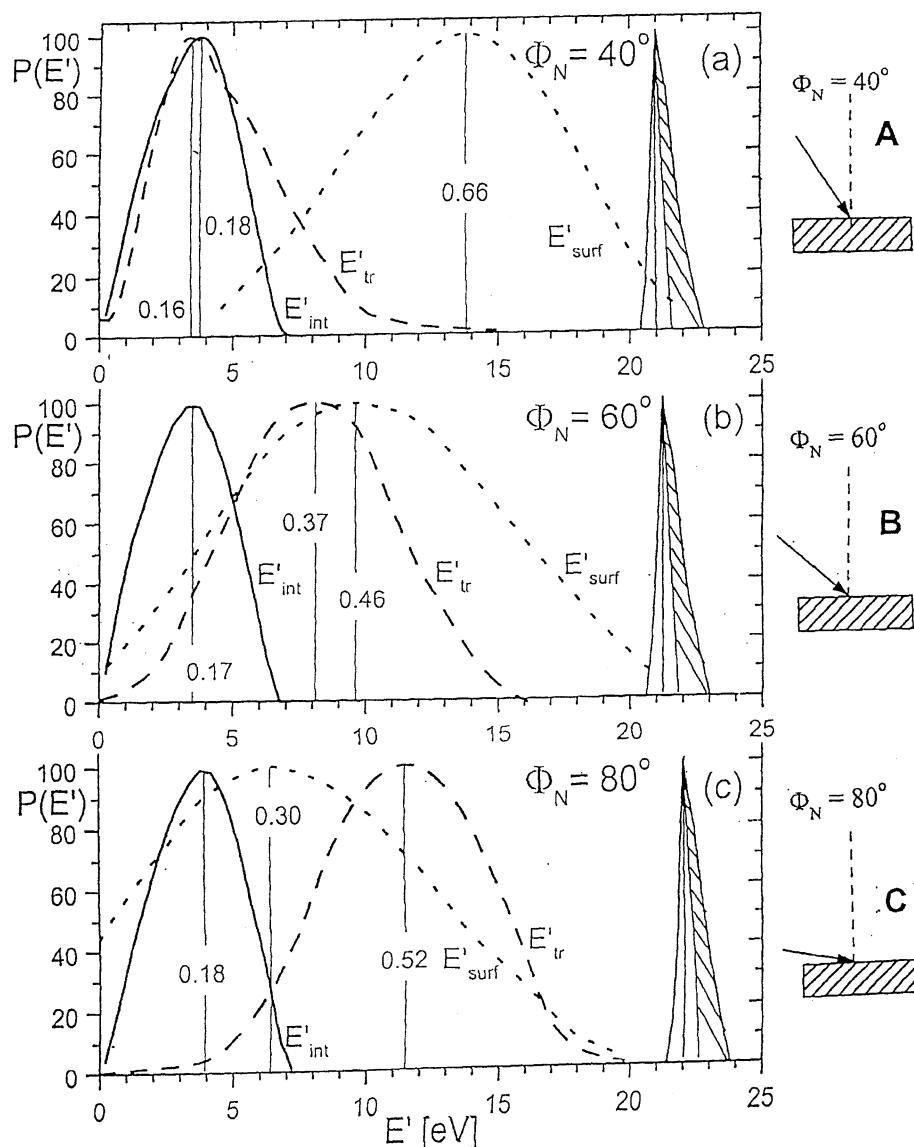 100
P(E')
80
60
40
20
0
Φ_N = 40°
(a)
0.18
0.16
0.66
E'_tr
E'_int
E'_surf
0 5 10 15 20 25
Φ_N = 40°
A
100
P(E')
80
60
40
20
0
Φ_N = 60°
(b)
0.37
0.46
0.17
E'_int
E'_tr
E'_surf
0 5 10 15 20 25
Φ_N = 60°
B
100
P(E')
80
60
40
20
0
Φ_N = 80°
(c)
0.30
0.18
0.52
E'_surf
E'_tr
E'_int
0 5 10 15 20 25
E' [eV]
Φ_N = 80°
C